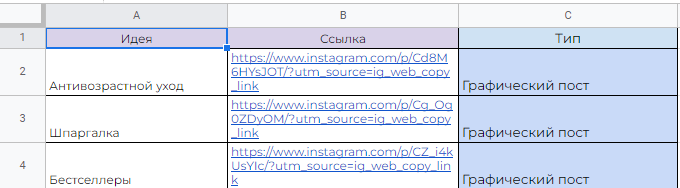 A B C
1 Идея Ссылка Тип
https://www.instagram.com/p/Cd8M
6HYsJOT/?utm_source=ig_web_copy
_link
2 Антивозрастной уход Графический пост
https://www.instagram.com/p/Cg_Og
0ZDyOM/?utm_source=ig_web_copy
_link
3 Шпаргалка Графический пост
https://www.instagram.com/p/CZ_i4k
UsYIc/?utm_source=ig_web_copy_lin
k
4 Бестселлеры Графический пост